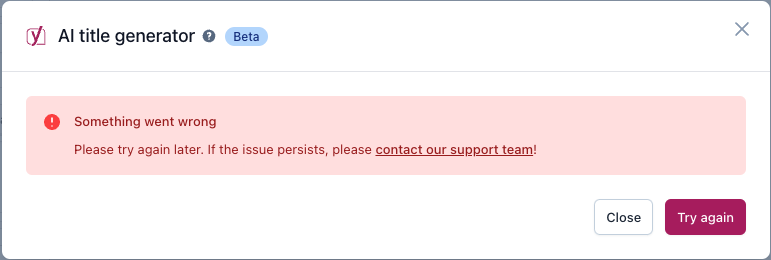 AI title generator ? Beta
Something went wrong
Please try again later. If the issue persists, please contact our support team!
Close Try again